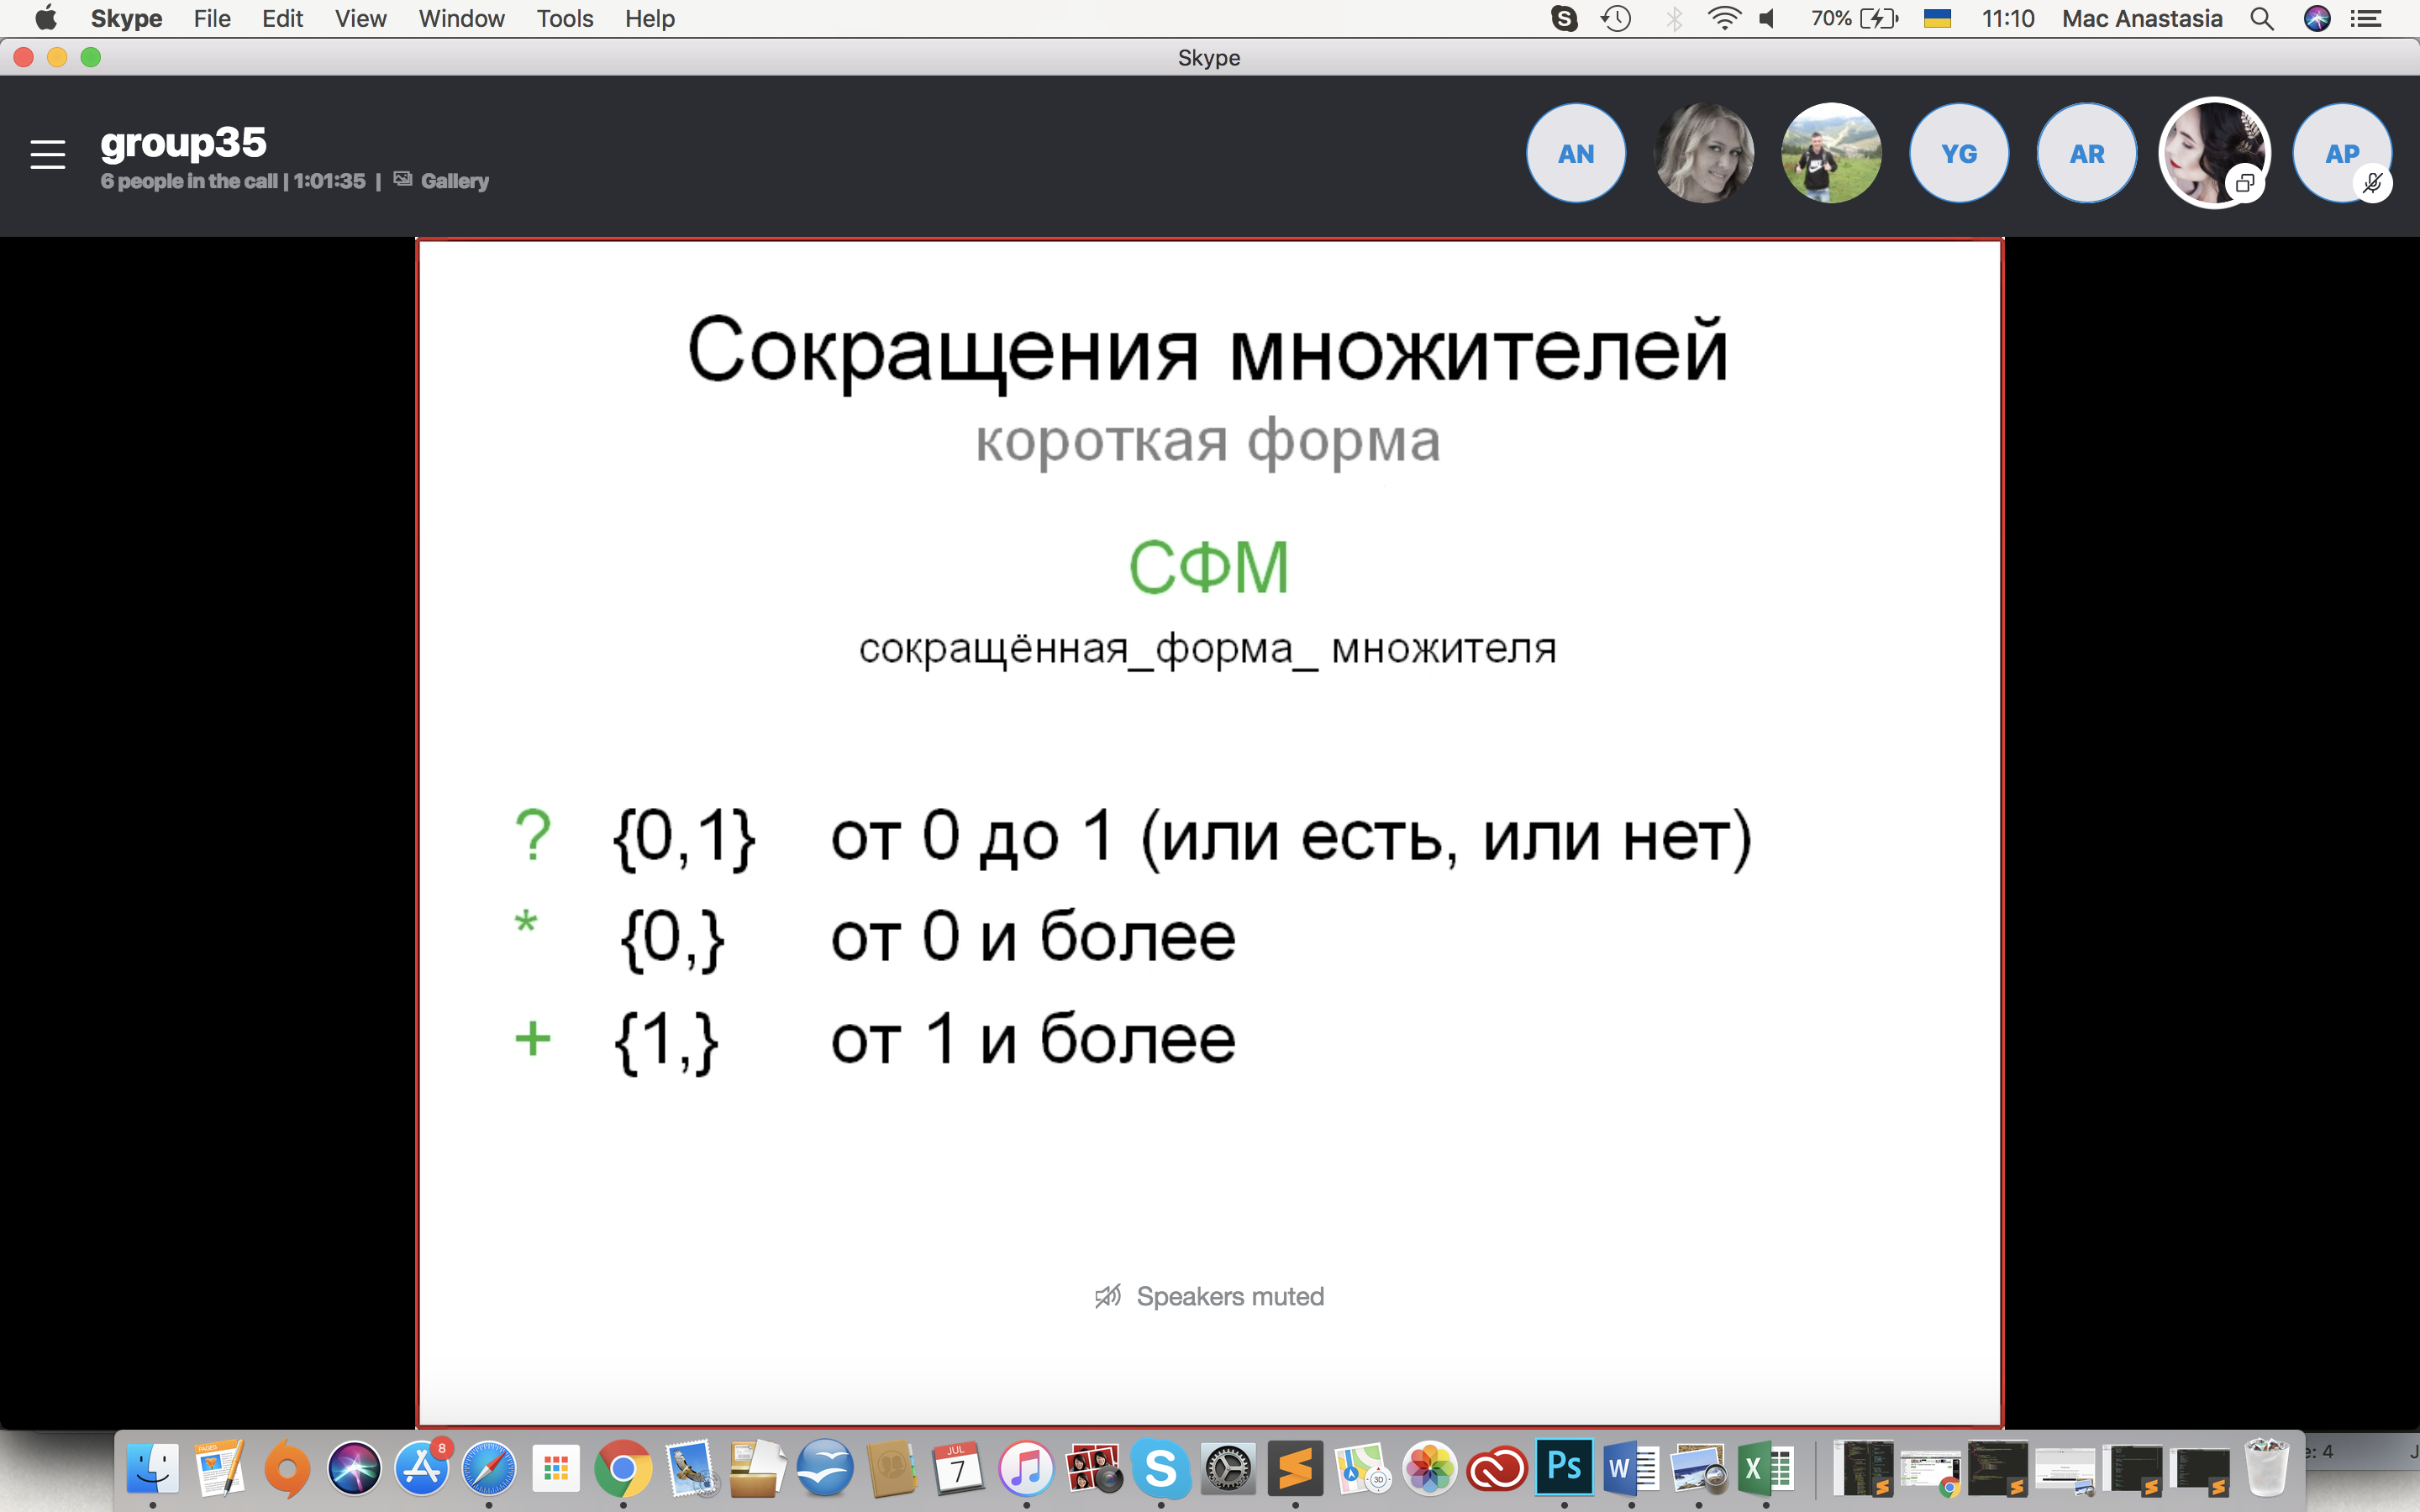 Skype File Edit View Window Tools Help 70% 11:10 Mac Anastasia
Skype
group35
6 people in the call | 1:01:35 | Gallery
AN YG AR AP
Сокращения множителей
короткая форма
СФМ
сокращённая_форма_ множителя
? {0,1} от 0 до 1 (или есть, или нет)
* {0,} от 0 и более
+ {1,} от 1 и более
Speakers muted
PAGES 8 JUL 7 3D S Ps W X
e: 4 J